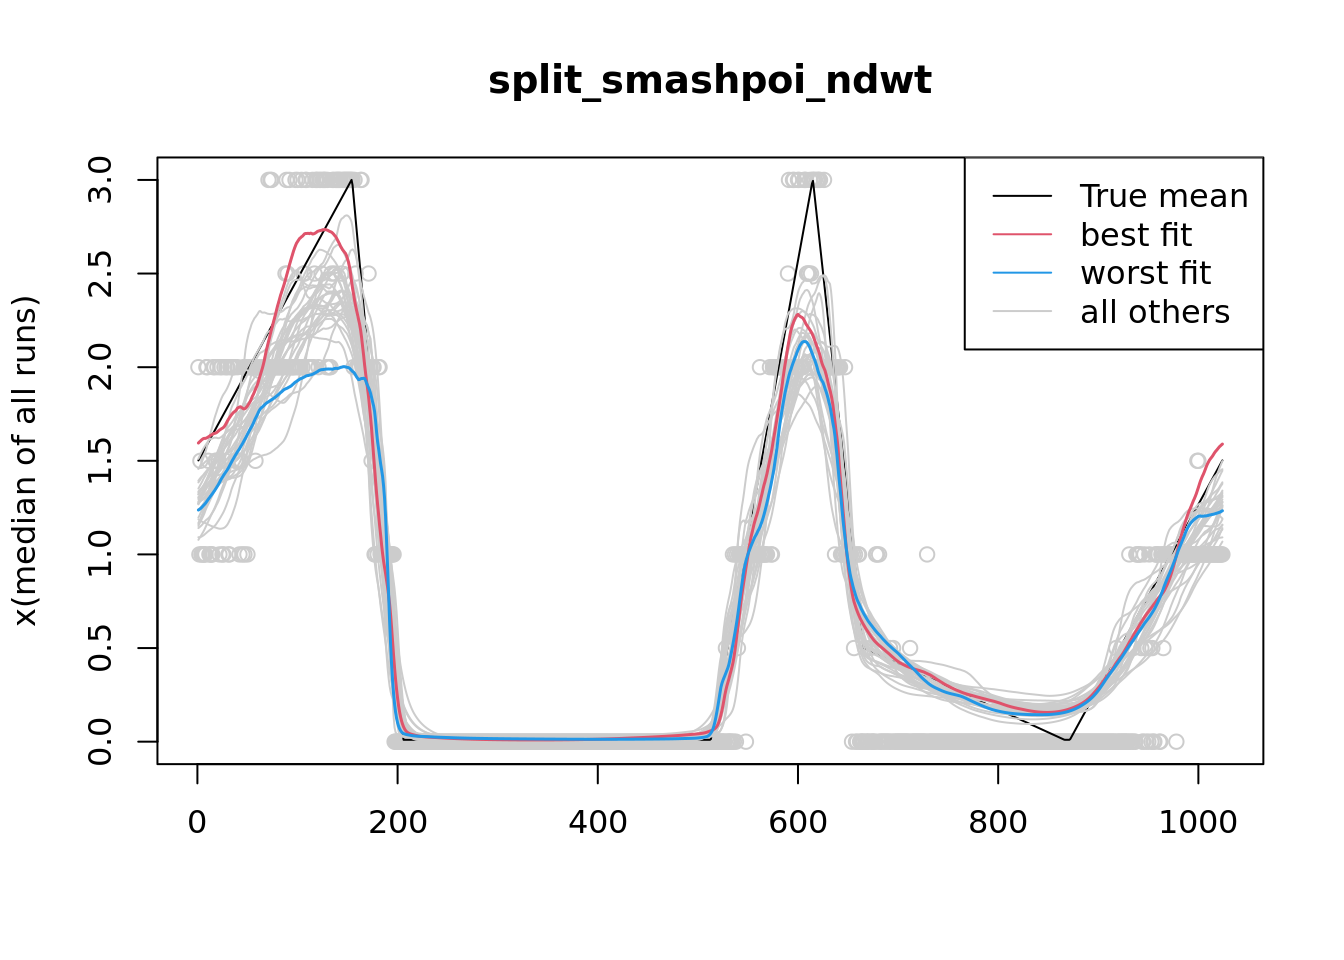 split_smashpoi_ndwt
True mean
best fit
worst fit
all others
x(median of all runs)
3.0
2.5
2.0
1.5
1.0
0.5
0.0
0 200 400 600 800 1000